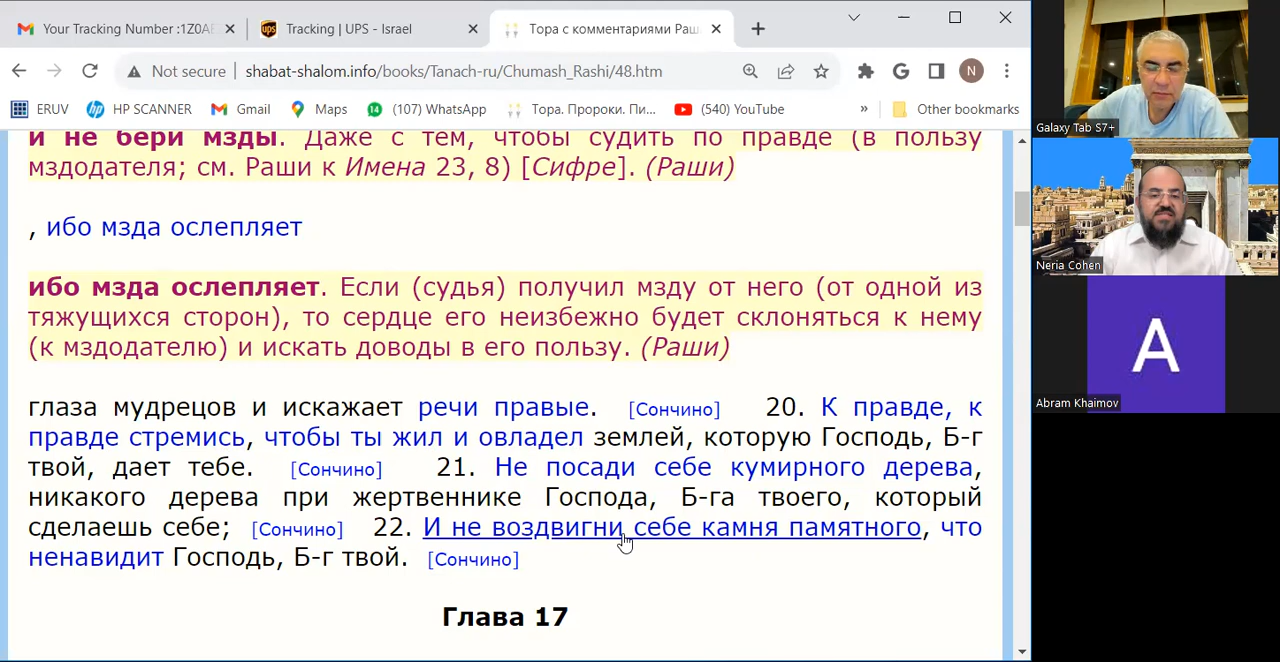 Your Tracking Number :1Z0A
Tracking | UPS - Israel
Тора с комментариями Раш
Not secure
shabat-shalom.info/books/Tanach-ru/Chumash_Rashi/48.htm
N
ERUV
HP SCANNER
Gmail
Maps
(107) WhatsApp
Тора. Пророки. Пи...
(540) YouTube
»
Other bookmarks
и не бери мзды. Даже с тем, чтобы судить по правде (в пользу
мздодателя; см. Раши к Имена 23, 8) [Сифре]. (Раши)
, ибо мзда ослепляет
ибо мзда ослепляет. Если (судья) получил мзду от него (от одной из
тяжущихся сторон), то сердце его неизбежно будет склоняться к нему
(к мздодателю) и искать доводы в его пользу. (Раши)
глаза мудрецов и искажает речи правые. [Сончино] 20. К правде, к
правде стремись, чтобы ты жил и овладел землей, которую Господь, Б-г
твой, дает тебе. [Сончино] 21. Не посади себе кумирного дерева,
никакого дерева при жертвеннике Господа, Б-га твоего, который
сделаешь себе; [Сончино] 22. И не воздвигни себе камня памятного, что
ненавидит Господь, Б-г твой. [Сончино]
Глава 17
Galaxy Tab S7+
Neria Cohen
A
Abram Khaimov